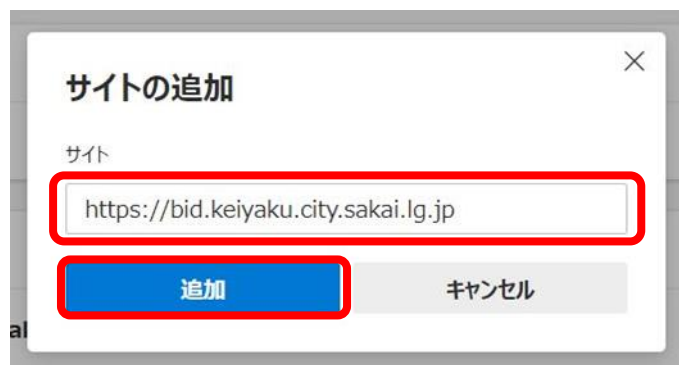 サイトの追加
サイト
https://bid.keiyaku.city.sakai.lg.jp
追加 キャンセル
al